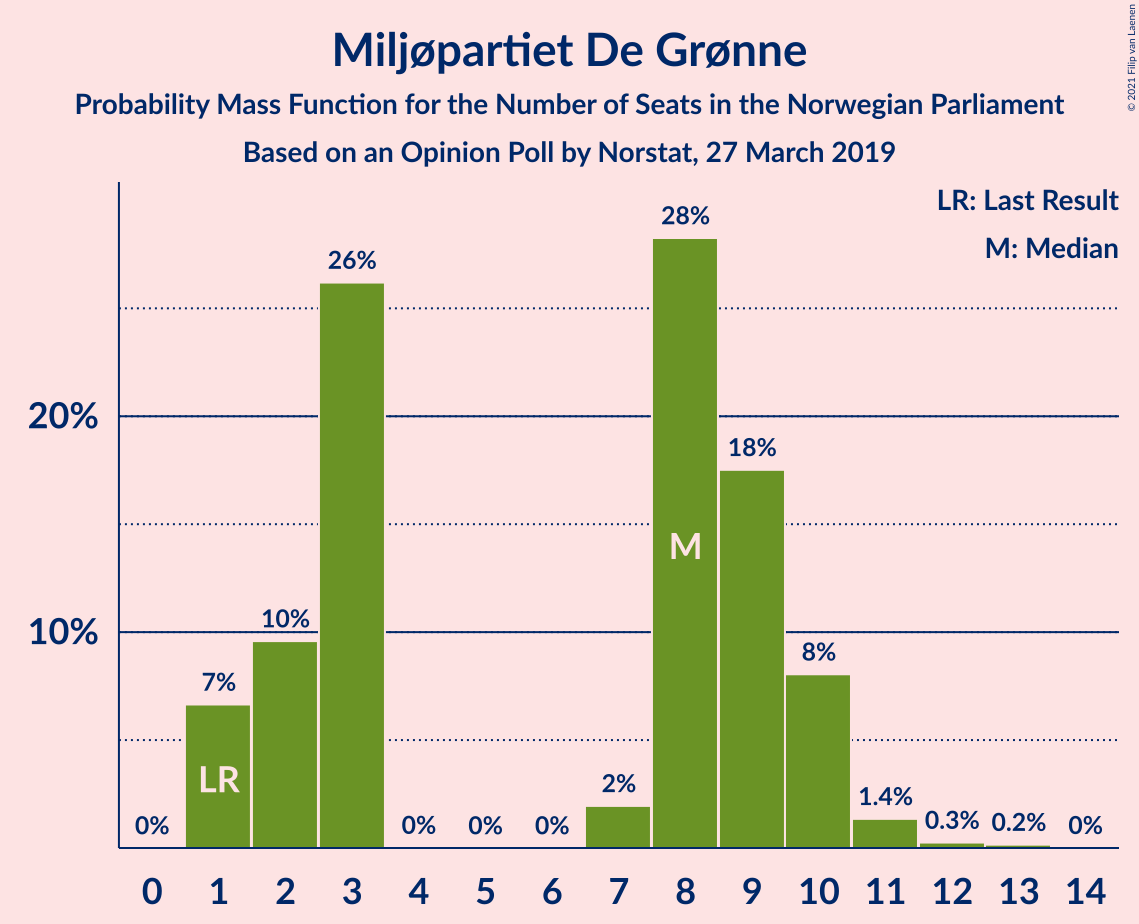 © 2021 Filip van Laenen
Miljøpartiet De Grønne
Probability Mass Function for the Number of Seats in the Norwegian Parliament
Based on an Opinion Poll by Norstat, 27 March 2019
LR: Last Result
M: Median
28%
26%
20%
18%
M
10%
10%
8%
7%
LR
2%
1.4%
0% 0% 0% 0% 0.3% 0.2% 0%
0 1 2 3 4 5 6 7 8 9 10 11 12 13 14